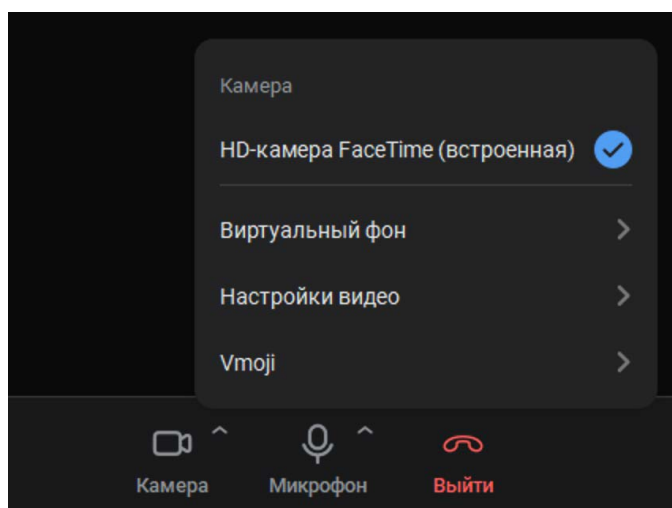 Камера
HD-камера FaceTime (встроенная)
Виртуальный фон
Настройки видео
Vmoji
Камера
Микрофон
Выйти